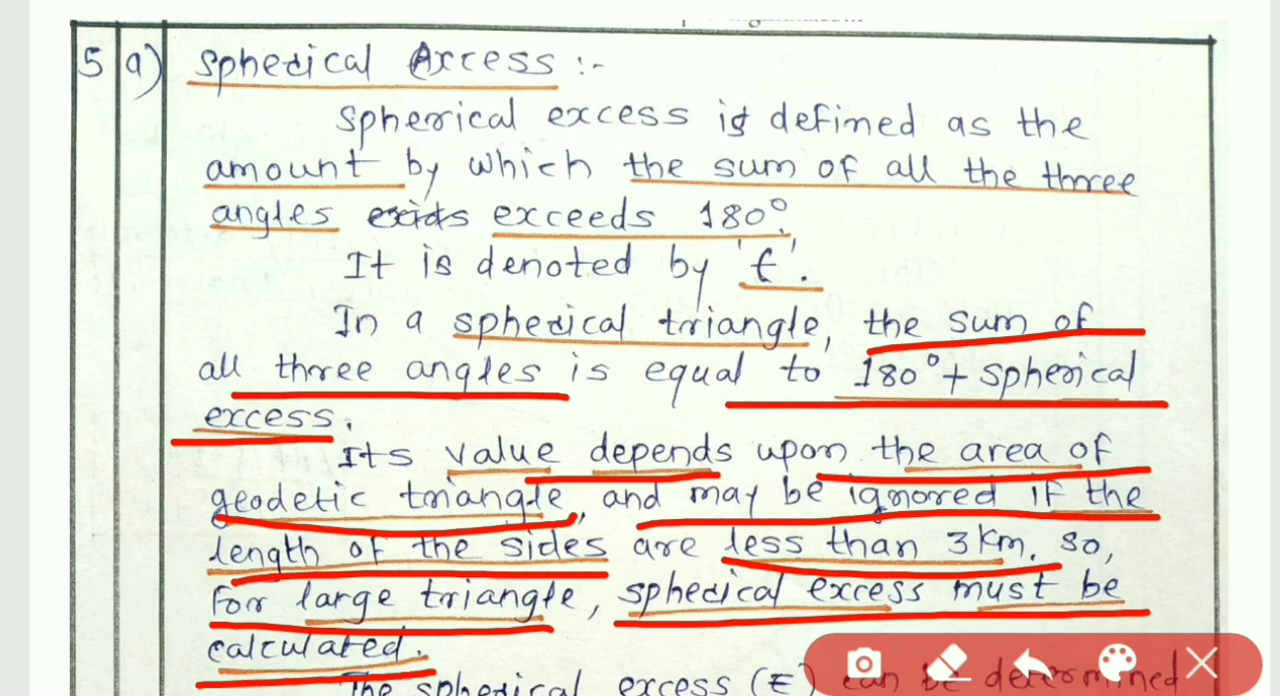 5 a) Spherical Excess :-
Spherical excess is defined as the
amount by which the sum of all the three
angles exceeds 180°.
It is denoted by 'E'.
In a spherical triangle, the sum of
all three angles is equal to 180° + spherical
excess.
Its value depends upon the area of
geodetic triangle, and may be ignored if the
length of the sides are less than 3 km. So,
for large triangle, spherical excess must be
calculated.
The spherical excess (E) can be determined